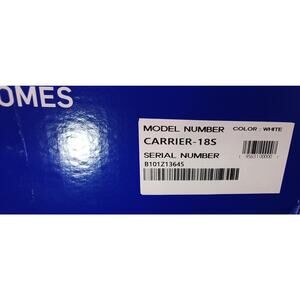 OMES
MODEL NUMBER COLOR : WHITE
CARRIER-18S
SERIAL NUMBER
B101Z13645